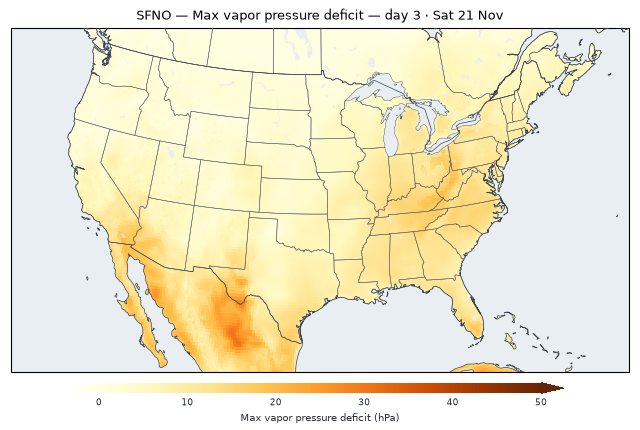 SFNO — Max vapor pressure deficit — day 3 · Sat 21 Nov
0 10 20 30 40 50
Max vapor pressure deficit (hPa)